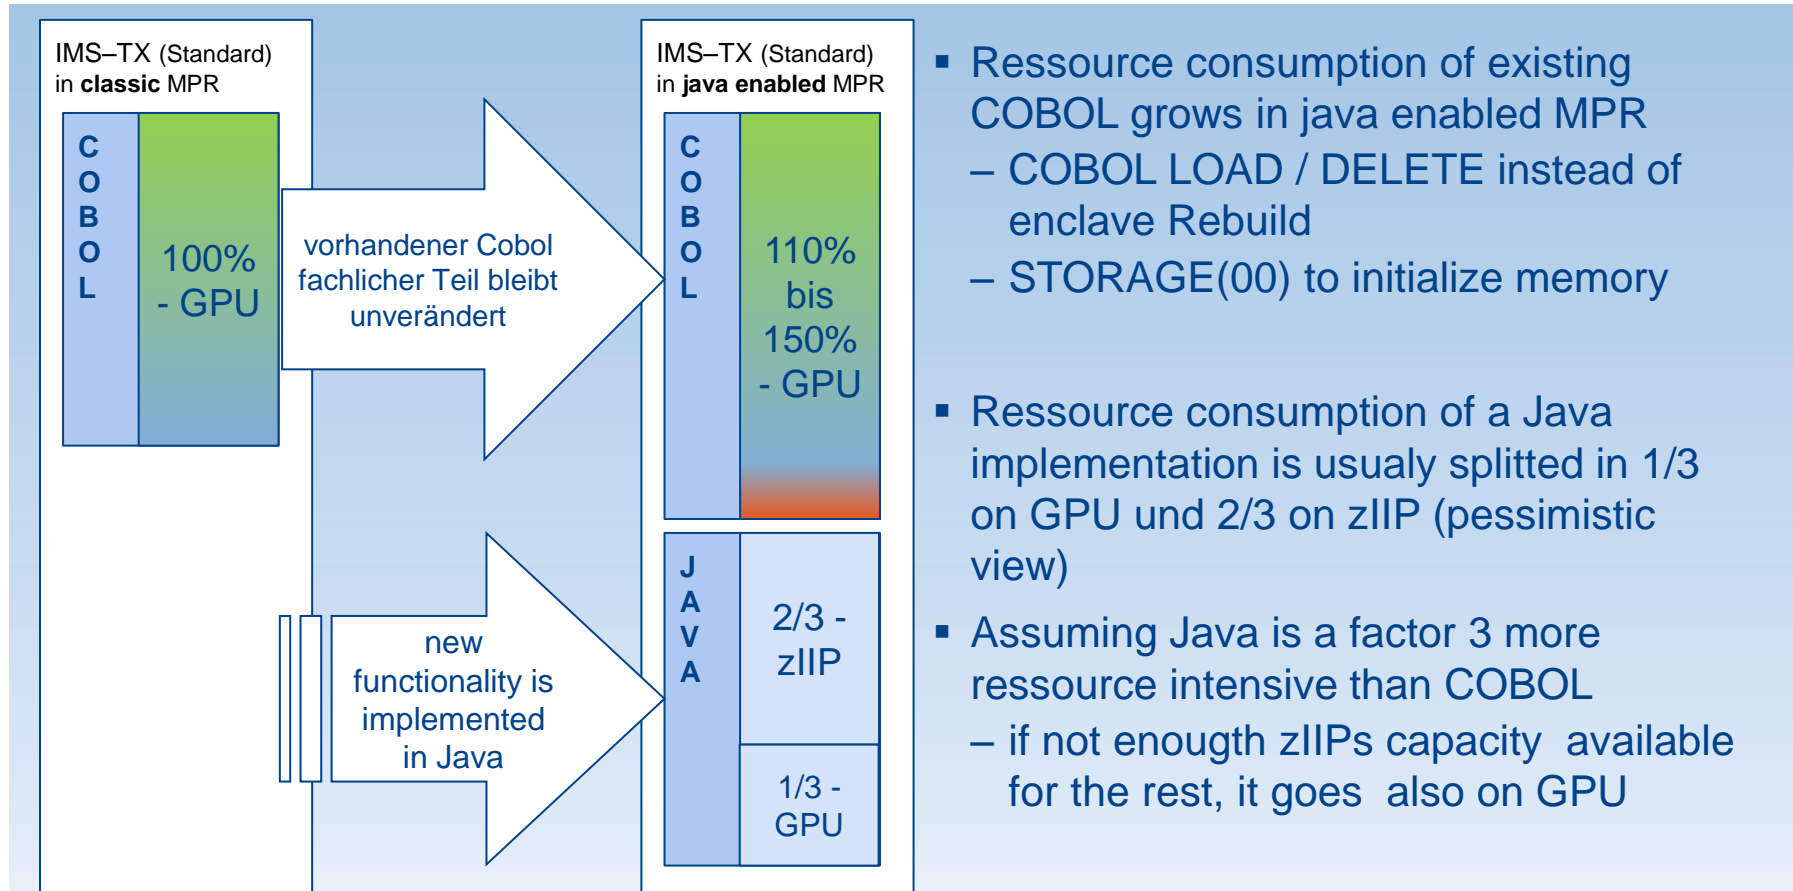 IMS–TX (Standard)
in classic MPR
C
O
B
O
L
100%
- GPU
vorhandener Cobol
fachlicher Teil bleibt
unverändert
new
functionality is
implemented
in Java
IMS–TX (Standard)
in java enabled MPR
C
O
B
O
L
110%
bis
150%
- GPU
J
A
V
A
2/3 -
zIIP
1/3 -
GPU
▪ Ressource consumption of existing
COBOL grows in java enabled MPR
– COBOL LOAD / DELETE instead of
enclave Rebuild
– STORAGE(00) to initialize memory
▪ Ressource consumption of a Java
implementation is usualy splitted in 1/3
on GPU und 2/3 on zIIP (pessimistic
view)
▪ Assuming Java is a factor 3 more
ressource intensive than COBOL
– if not enougth zIIPs capacity available
for the rest, it goes also on GPU